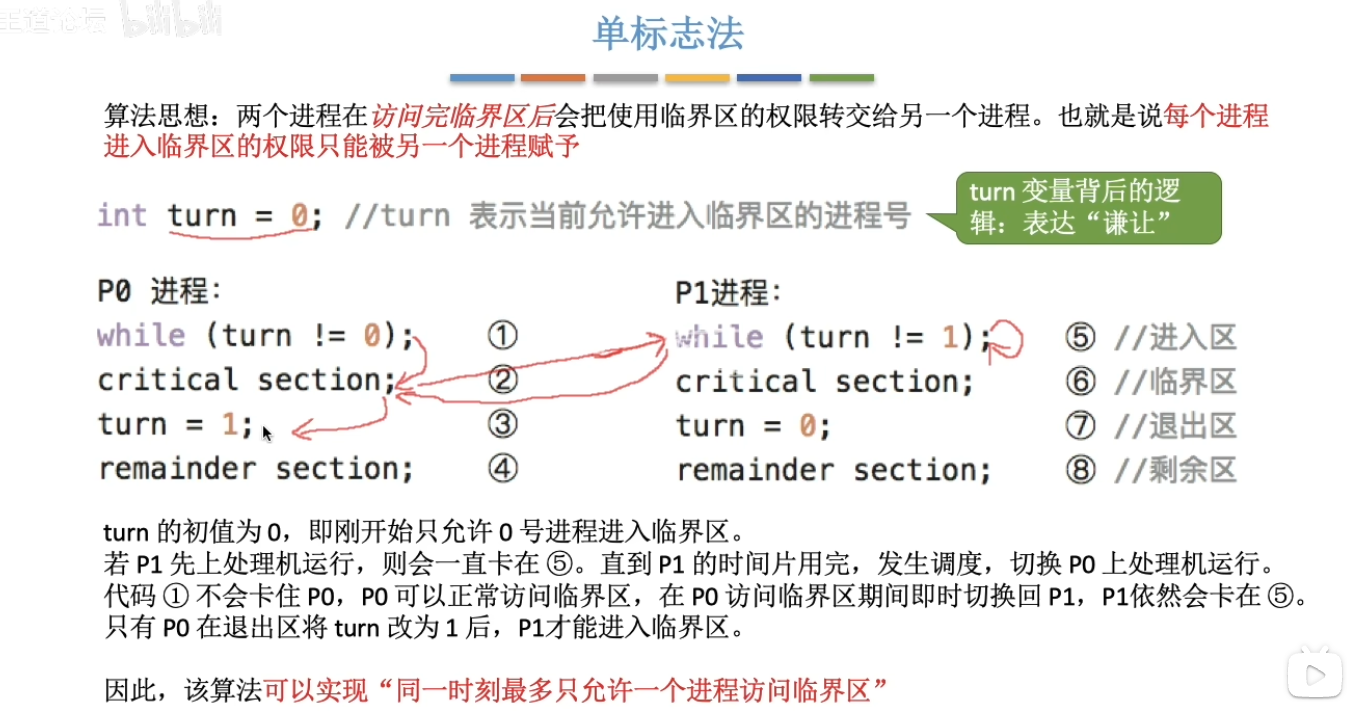 王道论坛 bilibili
单标志法
算法思想：两个进程在访问完临界区后会把使用临界区的权限转交给另一个进程。也就是说每个进程
进入临界区的权限只能被另一个进程赋予
int turn = 0; //turn 表示当前允许进入临界区的进程号
turn 变量背后的逻
辑：表达“谦让”
P0 进程：
while (turn != 0); ①
critical section; ②
turn = 1; ③
remainder section; ④
P1进程：
while (turn != 1); ⑤ //进入区
critical section; ⑥ //临界区
turn = 0; ⑦ //退出区
remainder section; ⑧ //剩余区
turn 的初值为 0，即刚开始只允许 0 号进程进入临界区。
若 P1 先上处理机运行，则会一直卡在 ⑤。直到 P1 的时间片用完，发生调度，切换 P0 上处理机运行。
代码 ① 不会卡住 P0，P0 可以正常访问临界区，在 P0 访问临界区期间即时切换回 P1，P1依然会卡在 ⑤。
只有 P0 在退出区将 turn 改为 1 后，P1才能进入临界区。
因此，该算法可以实现“同一时刻最多只允许一个进程访问临界区”